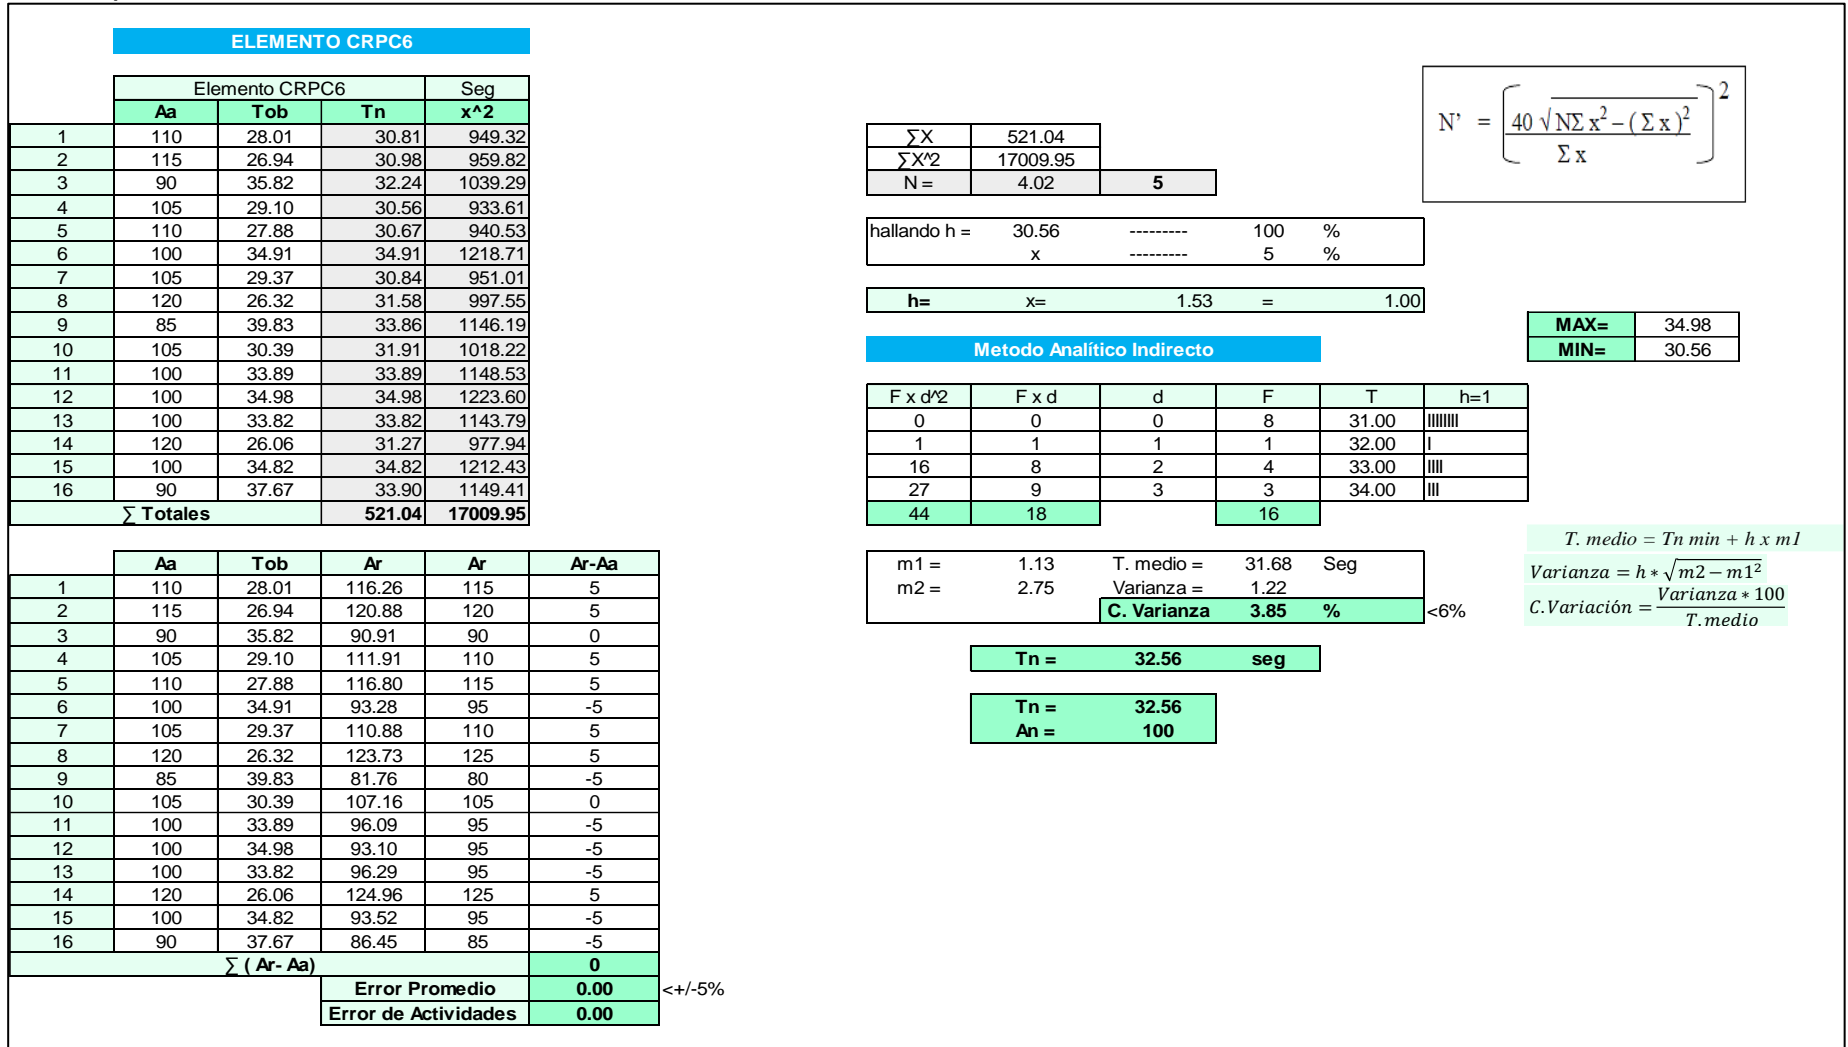 ELEMENTO CRPC6
Elemento CRPC6 Seg
Aa Tob Tn x^2
1 110 28.01 30.81 949.32
2 115 26.94 30.98 959.82
3 90 35.82 32.24 1039.29
4 105 29.10 30.56 933.61
5 110 27.88 30.67 940.53
6 100 34.91 34.91 1218.71
7 105 29.37 30.84 951.01
8 120 26.32 31.58 997.55
9 85 39.83 33.86 1146.19
10 105 30.39 31.91 1018.22
11 100 33.89 33.89 1148.53
12 100 34.98 34.98 1223.60
13 100 33.82 33.82 1143.79
14 120 26.06 31.27 977.94
15 100 34.82 34.82 1212.43
16 90 37.67 33.90 1149.41
∑ Totales 521.04 17009.95
Aa Tob Ar Ar Ar-Aa
1 110 28.01 116.26 115 5
2 115 26.94 120.88 120 5
3 90 35.82 90.91 90 0
4 105 29.10 111.91 110 5
5 110 27.88 116.80 115 5
6 100 34.91 93.28 95 -5
7 105 29.37 110.88 110 5
8 120 26.32 123.73 125 5
9 85 39.83 81.76 80 -5
10 105 30.39 107.16 105 0
11 100 33.89 96.09 95 -5
12 100 34.98 93.10 95 -5
13 100 33.82 96.29 95 -5
14 120 26.06 124.96 125 5
15 100 34.82 93.52 95 -5
16 90 37.67 86.45 85 -5
∑ ( Ar- Aa) 0
Error Promedio 0.00 <+/-5%
Error de Actividades 0.00
∑X 521.04
∑X^2 17009.95
N = 4.02 5
hallando h = 30.56 --------- 100 %
x --------- 5 %
h= x= 1.53 = 1.00
Metodo Analítico Indirecto
F x d^2 F x d d F T h=1
0 0 0 8 31.00 IIIIIIII
1 1 1 1 32.00 I
16 8 2 4 33.00 IIII
27 9 3 3 34.00 III
44 18 16
m1 = 1.13 T. medio = 31.68 Seg
m2 = 2.75 Varianza = 1.22
C. Varianza 3.85 % <6%
Tn = 32.56 seg
Tn = 32.56
An = 100
N' = [40 √NΣ x² – ( Σ x )² / Σ x]²
MAX= 34.98
MIN= 30.56
T. medio = Tn min + h x m1
Varianza = h * √m2 − m1²
C.Variación = Varianza * 100 / T.medio